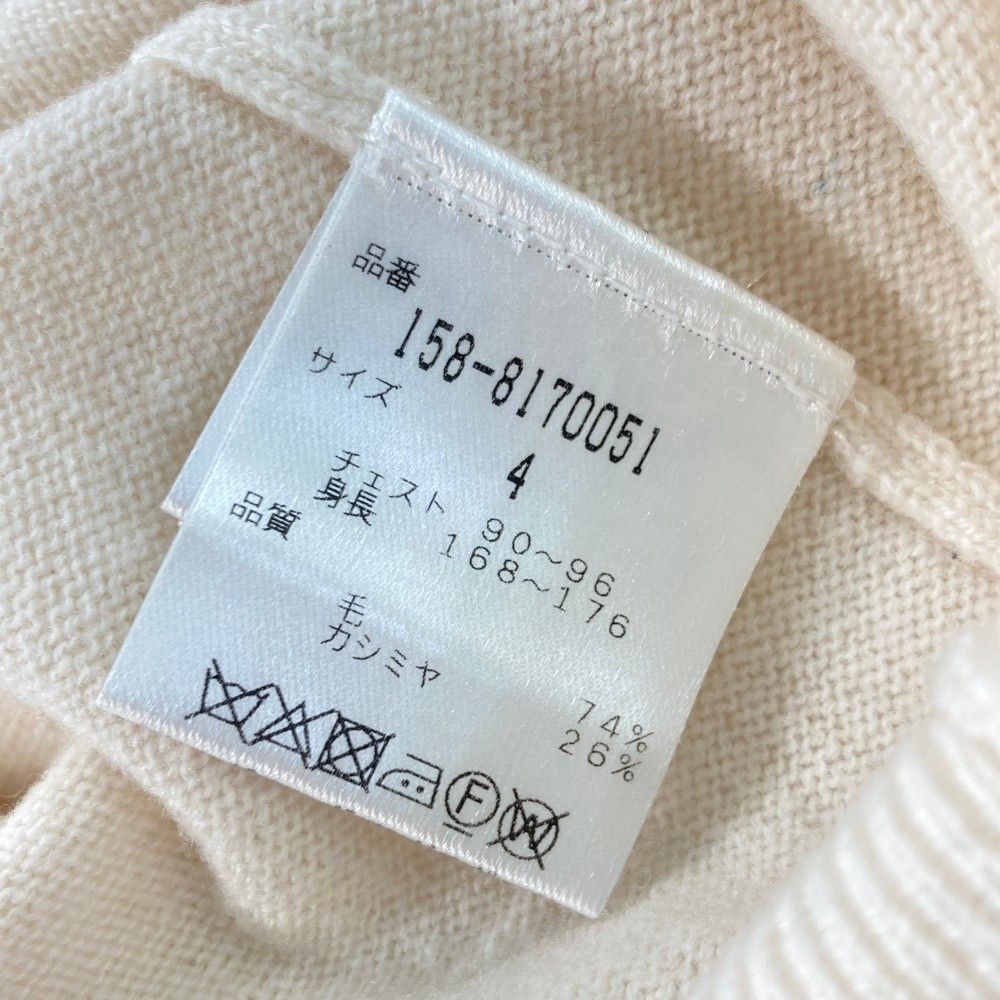 品番
158-8170051
サイズ
4
チェスト 90～96
身長 168～176
品質
毛 74%
カシミヤ 26%
F W